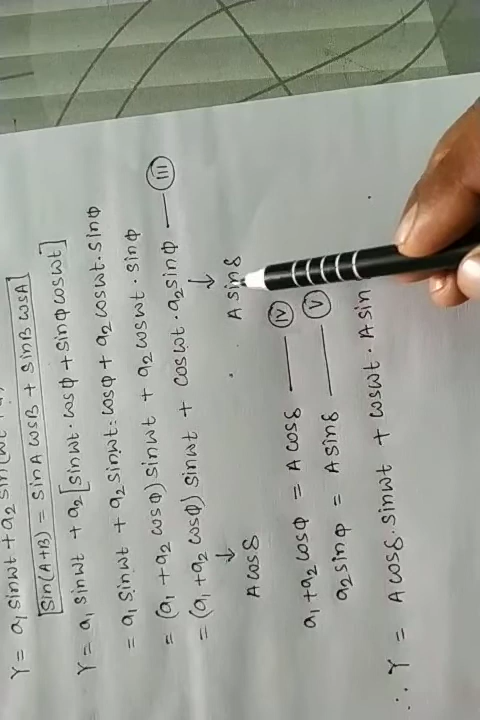 Y = a₁ sinωt + a₂ sin(ωt
[sin(A+B) = sinA cosB + sinB cosA]
Y = a₁ sinωt + a₂ [sinωt · cosΦ + sinΦ cosωt]
= a₁ sinωt + a₂ sinωt · cosΦ + a₂ cosωt · sinΦ
= (a₁ + a₂ cosΦ) sinωt + a₂ cosωt · sinΦ
= (a₁ + a₂ cosΦ) sinωt + cosωt · a₂ sinΦ — (III)
↓ ↓
A cosδ A sinδ
a₁ + a₂ cosΦ = A cosδ — (IV)
a₂ sinΦ = A sinδ — (V)
∴ Y = A cosδ · sinωt + cosωt · A sin